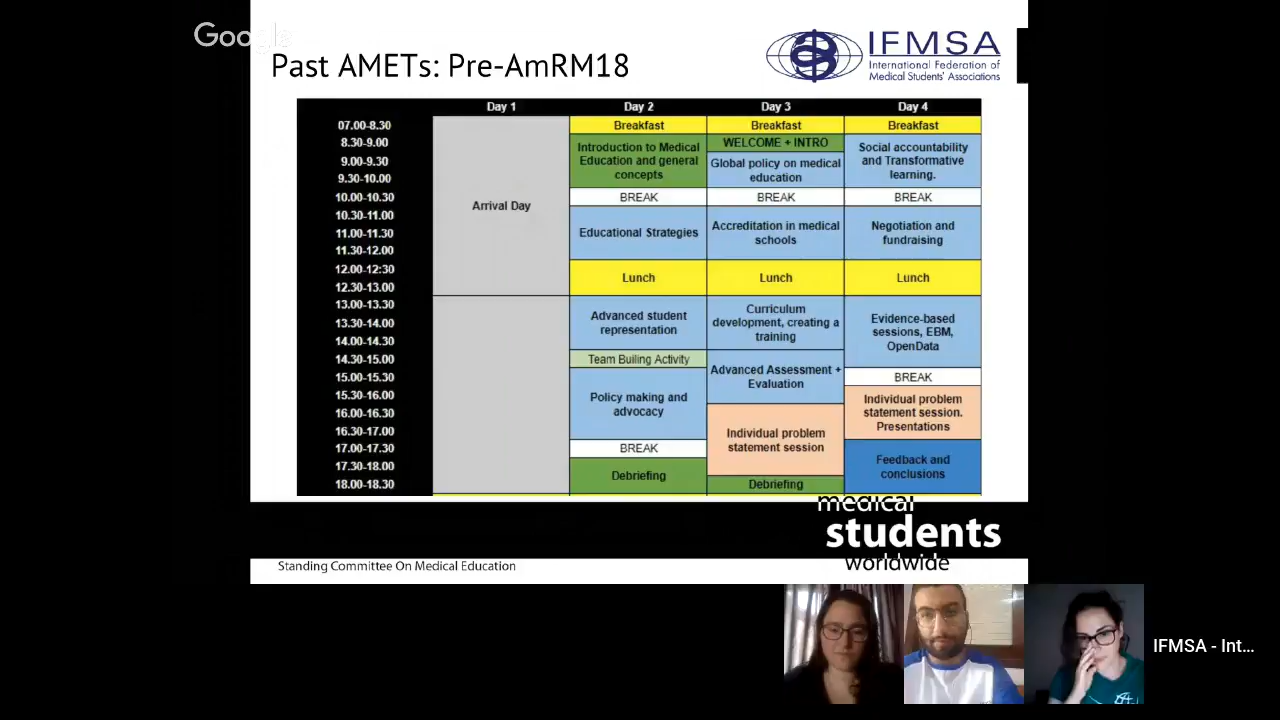 Google
Past AMETs: Pre-AmRM18
IFMSA
International Federation of
Medical Students' Associations
Day 1 Day 2 Day 3 Day 4
07.00-8.30 Breakfast Breakfast Breakfast
8.30-9.00
9.00-9.30
9.30-10.00
Introduction to Medical
Education and general
concepts
WELCOME + INTRO
Global policy on medical
education
Social accountability
and Transformative
learning.
Arrival Day
10.00-10.30 BREAK BREAK BREAK
10.30-11.00
11.00-11.30
11.30-12.00
Educational Strategies
Accreditation in medical
schools
Negotiation and
fundraising
12.00-12:30
12.30-13.00
Lunch Lunch Lunch
13.00-13.30
13.30-14.00
14.00-14.30
Advanced student
representation
Curriculum
development, creating a
training
Evidence-based
sessions, EBM,
OpenData
14.30-15.00 Team Builing Activity
Advanced Assessment +
Evaluation
15.00-15.30 BREAK
15.30-16.00
16.00-16.30
16.30-17.00
Policy making and
advocacy
Individual problem
statement session
Individual problem
statement session.
Presentations
17.00-17.30 BREAK
17.30-18.00
18.00-18.30
Debriefing
Debriefing
Feedback and
conclusions
medical
students
worldwide
Standing Committee On Medical Education
IFMSA - Int...